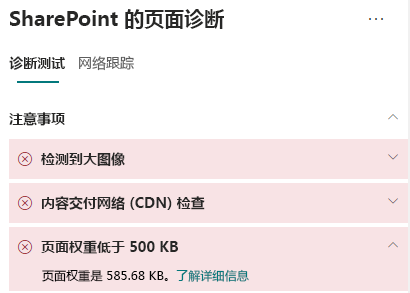 SharePoint 的页面诊断
诊断测试 网络跟踪
注意事项
检测到大图像
内容交付网络 (CDN) 检查
页面权重低于 500 KB
页面权重是 585.68 KB。了解详细信息